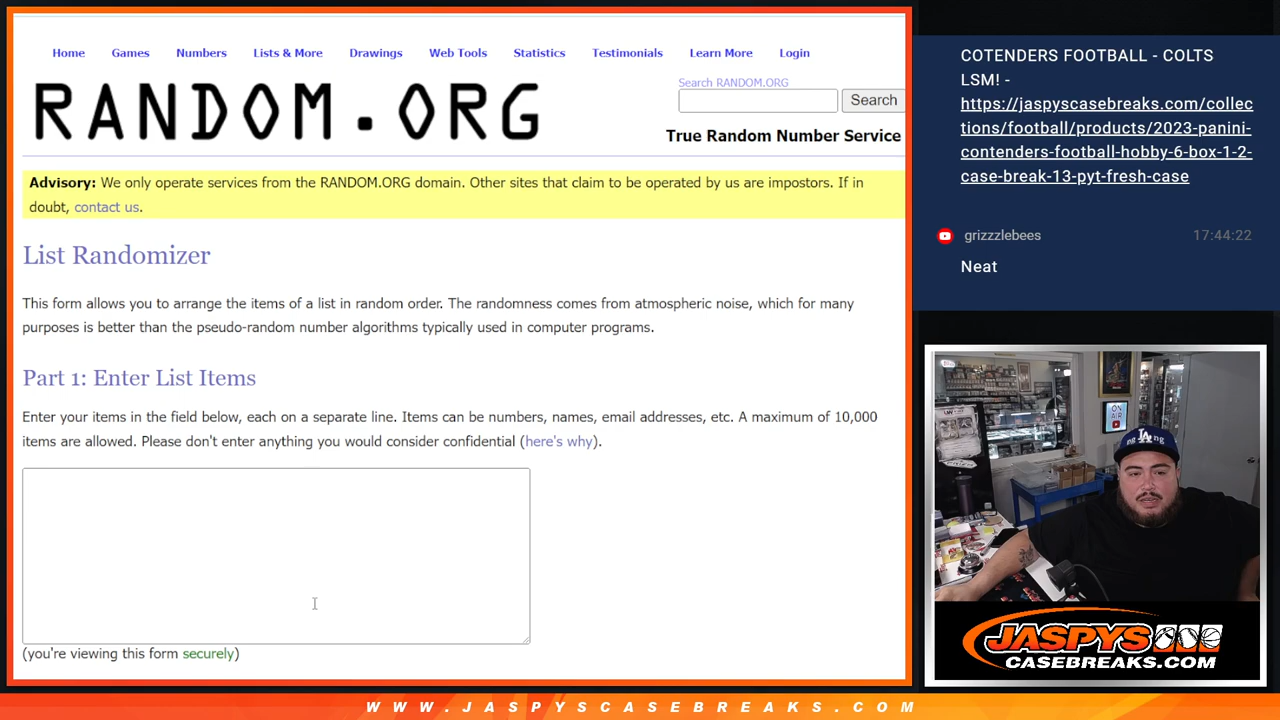 Home Games Numbers Lists & More Drawings Web Tools Statistics Testimonials Learn More Login
RANDOM.ORG
Search RANDOM.ORG
Search
True Random Number Service
Advisory: We only operate services from the RANDOM.ORG domain. Other sites that claim to be operated by us are impostors. If in
doubt, contact us.
List Randomizer
This form allows you to arrange the items of a list in random order. The randomness comes from atmospheric noise, which for many
purposes is better than the pseudo-random number algorithms typically used in computer programs.
Part 1: Enter List Items
Enter your items in the field below, each on a separate line. Items can be numbers, names, email addresses, etc. A maximum of 10,000
items are allowed. Please don't enter anything you would consider confidential (here's why).
(you're viewing this form securely)
COTENDERS FOOTBALL - COLTS
LSM! -
https://jaspyscasebreaks.com/collec
tions/football/products/2023-panini-
contenders-football-hobby-6-box-1-2-
case-break-13-pyt-fresh-case
grizzzlebees 17:44:22
Neat
ON
AIR
LA
JASPYS
CASEBREAKS.COM
WWW.JASPYSCASEBREAKS.COM